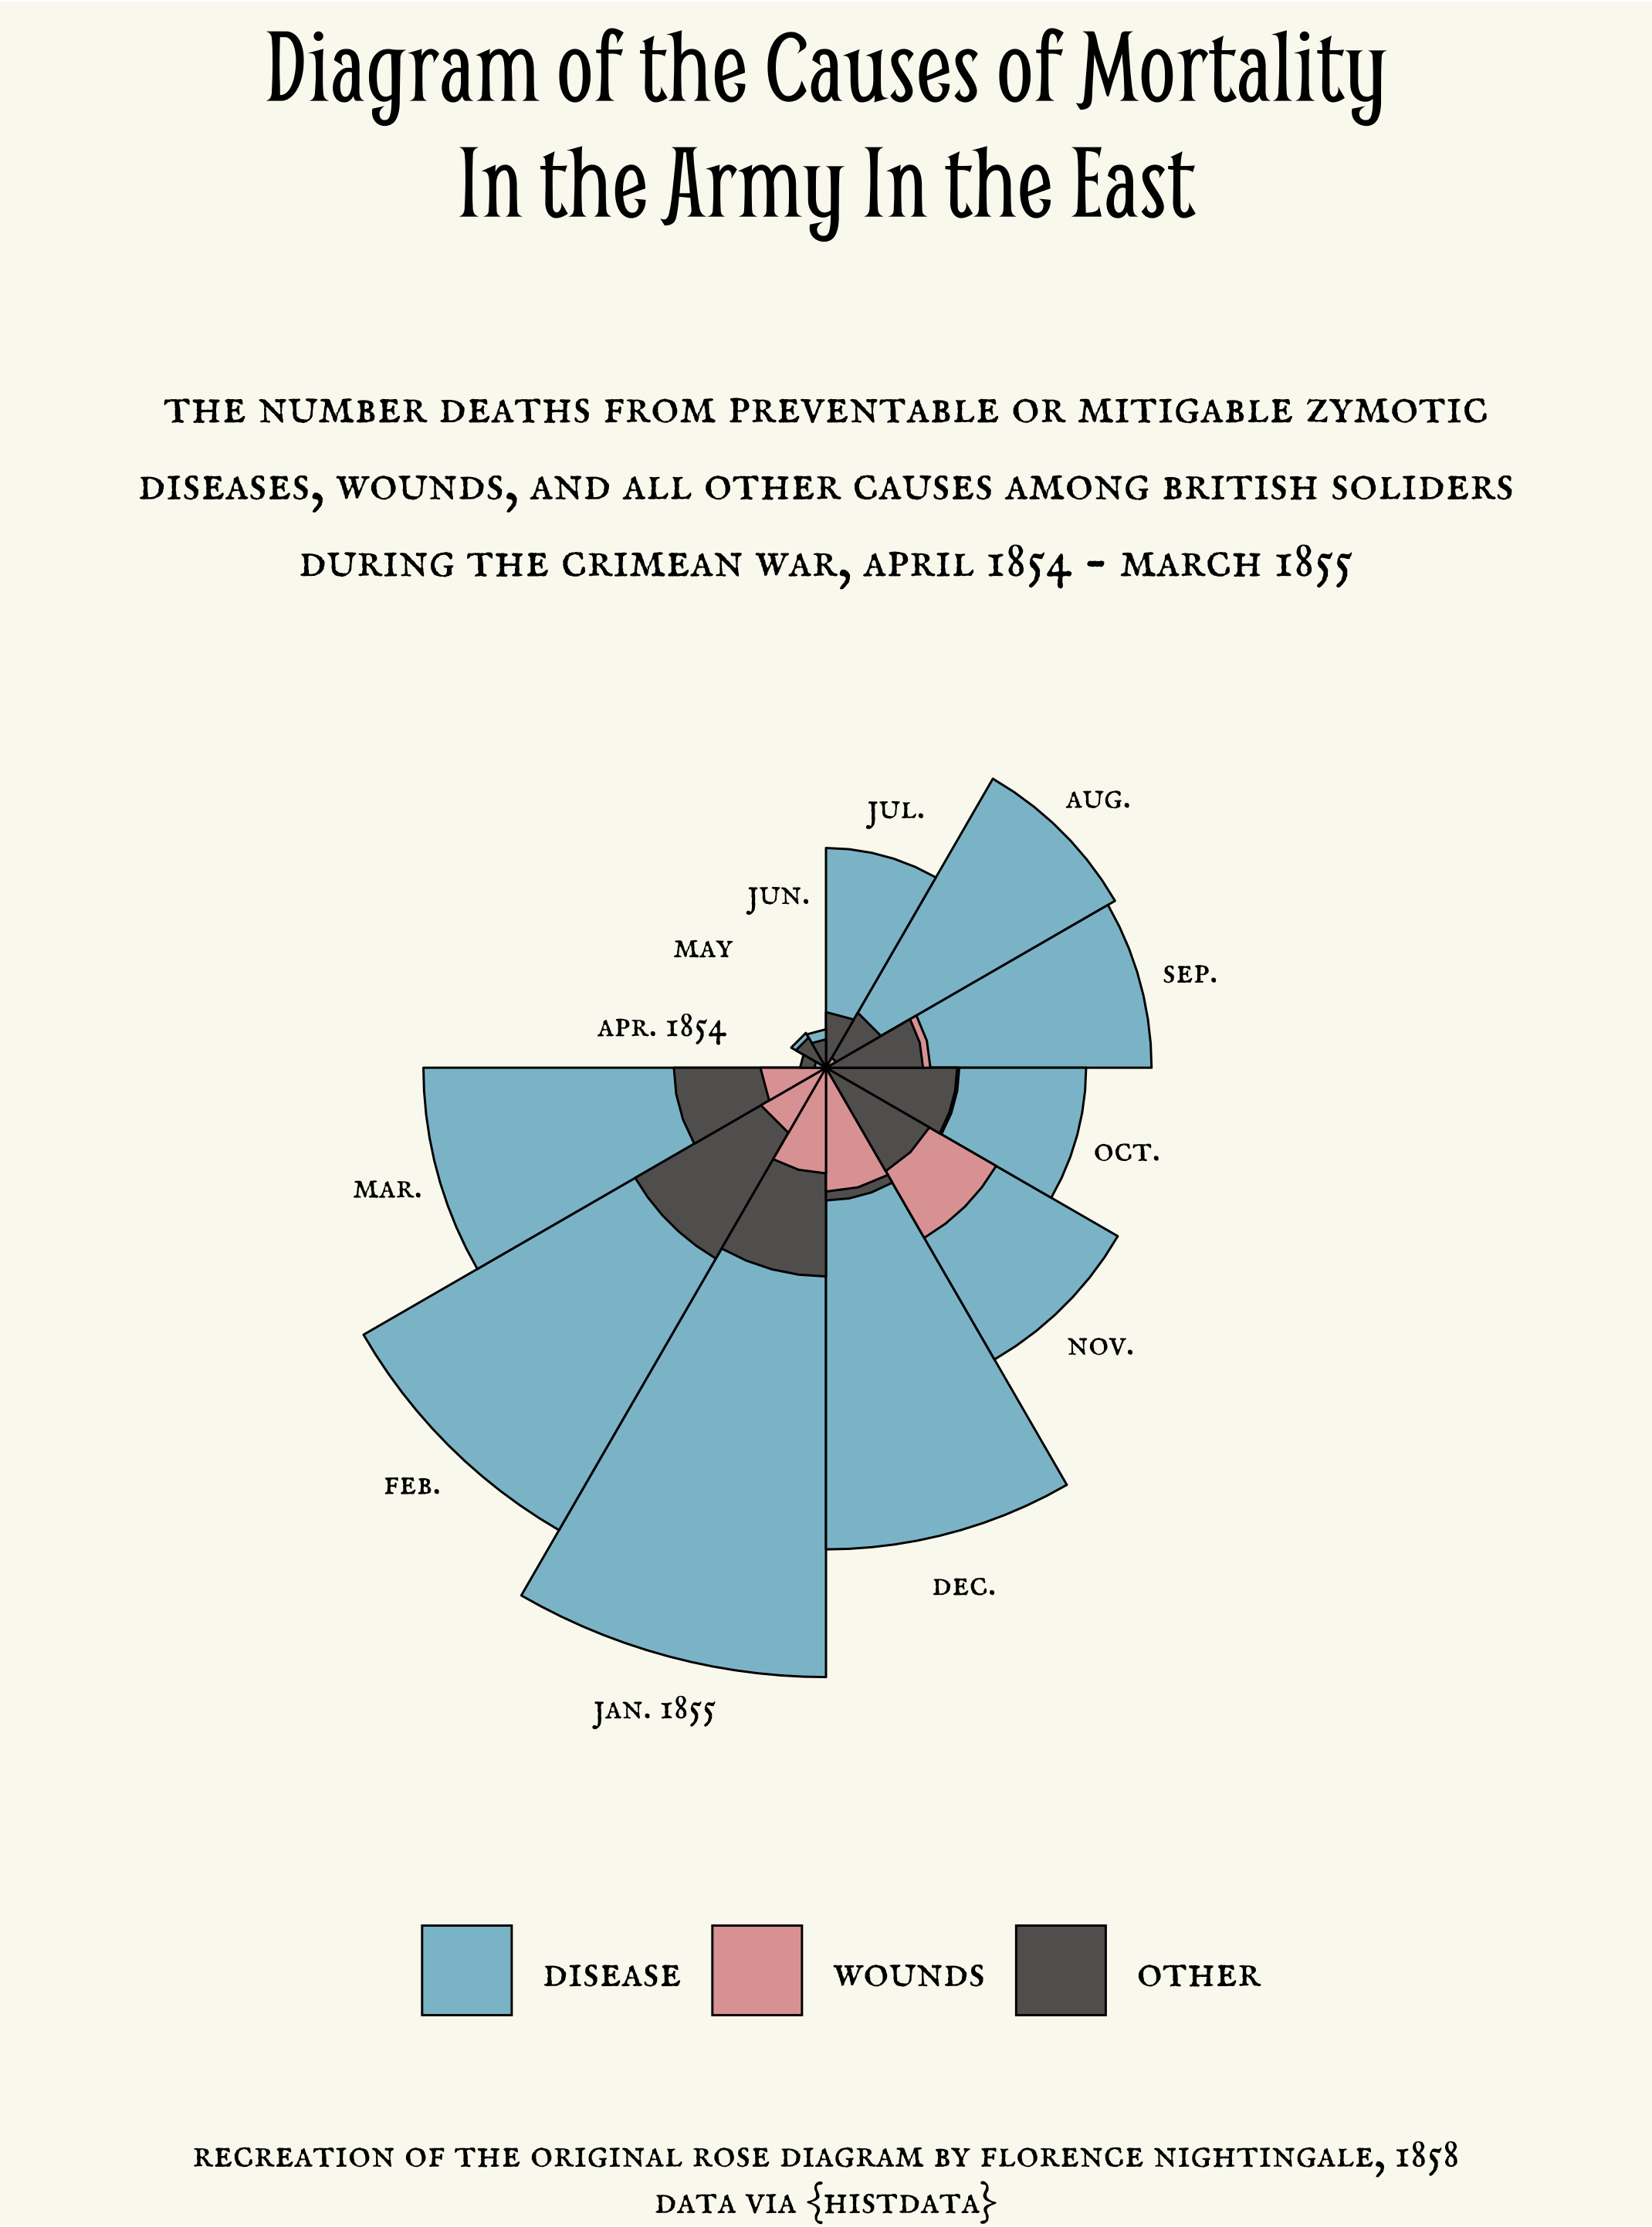 Diagram of the Causes of Mortality
In the Army In the East
THE NUMBER DEATHS FROM PREVENTABLE OR MITIGABLE ZYMOTIC
DISEASES, WOUNDS, AND ALL OTHER CAUSES AMONG BRITISH SOLIDERS
DURING THE CRIMEAN WAR, APRIL 1854 - MARCH 1855
JUL.
AUG.
JUN.
MAY
SEP.
APR. 1854
OCT.
MAR.
NOV.
FEB.
DEC.
JAN. 1855
DISEASE
WOUNDS
OTHER
RECREATION OF THE ORIGINAL ROSE DIAGRAM BY FLORENCE NIGHTINGALE, 1858
DATA VIA {HISTDATA}